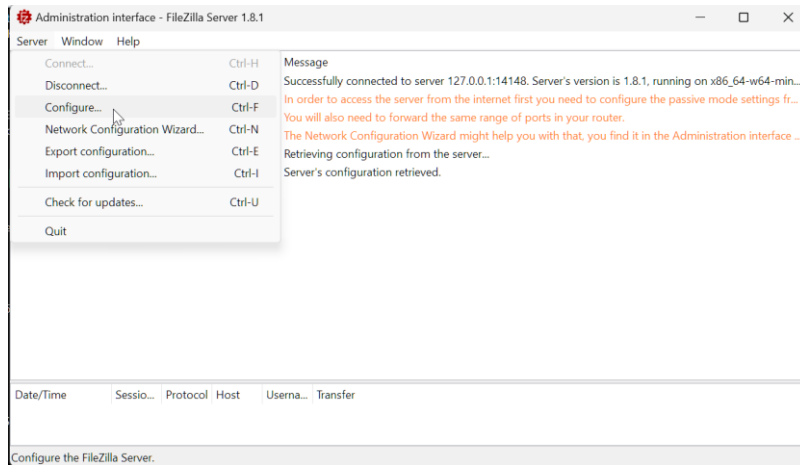 Administration interface - FileZilla Server 1.8.1
Server Window Help
Connect... Ctrl-H
Disconnect... Ctrl-D
Configure... Ctrl-F
Network Configuration Wizard... Ctrl-N
Export configuration... Ctrl-E
Import configuration... Ctrl-I
Check for updates... Ctrl-U
Quit
Message
Successfully connected to server 127.0.0.1:14148. Server's version is 1.8.1, running on x86_64-w64-min...
In order to access the server from the internet first you need to configure the passive mode settings fr...
You will also need to forward the same range of ports in your router.
The Network Configuration Wizard might help you with that, you find it in the Administration interface ...
Retrieving configuration from the server...
Server's configuration retrieved.
Date/Time Sessio... Protocol Host Userna... Transfer
Configure the FileZilla Server.